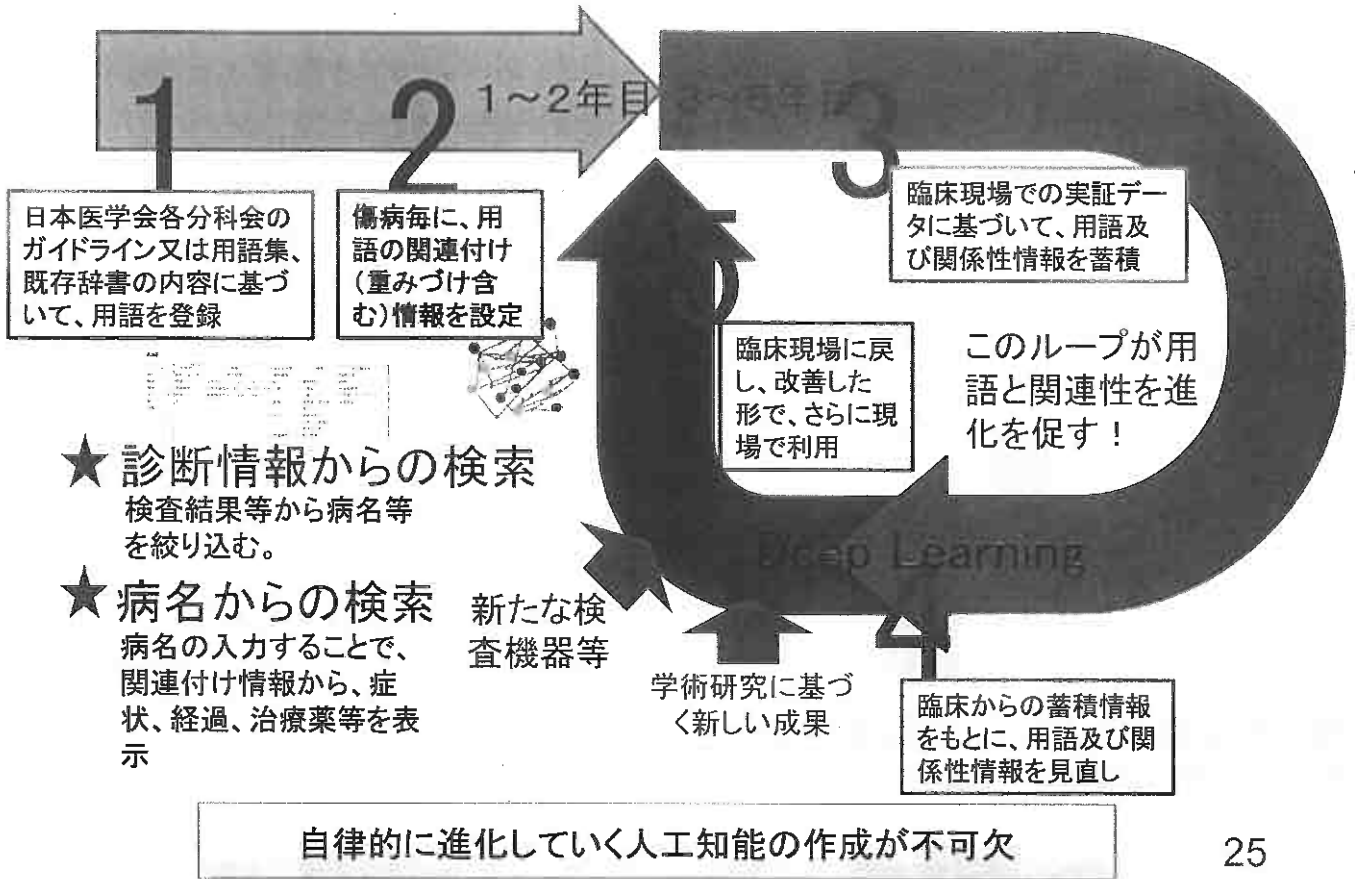 1
2
1～2年目
3～5年目
3
日本医学会各分科会の
ガイドライン又は用語集、
既存辞書の内容に基づ
いて、用語を登録
傷病毎に、用
語の関連付け
(重みづけ含
む)情報を設定
臨床現場での実証デー
タに基づいて、用語及
び関係性情報を蓄積
5
臨床現場に戻
し、改善した
形で、さらに現
場で利用
このループが用
語と関連性を進
化を促す！
★診断情報からの検索
検査結果等から病名等
を絞り込む。
★病名からの検索
病名の入力することで、
関連付け情報から、症
状、経過、治療薬等を表
示
Deep Learning
新たな検
査機器等
学術研究に基づ
く新しい成果
4
臨床からの蓄積情報
をもとに、用語及び関
係性情報を見直し
自律的に進化していく人工知能の作成が不可欠
25